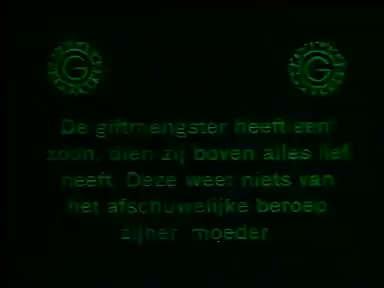 G G
De giftmengster heeft een
zoon, dien zij boven alles lief
heeft. Deze weet niets van
het afschuwelijke beroep
zijner moeder